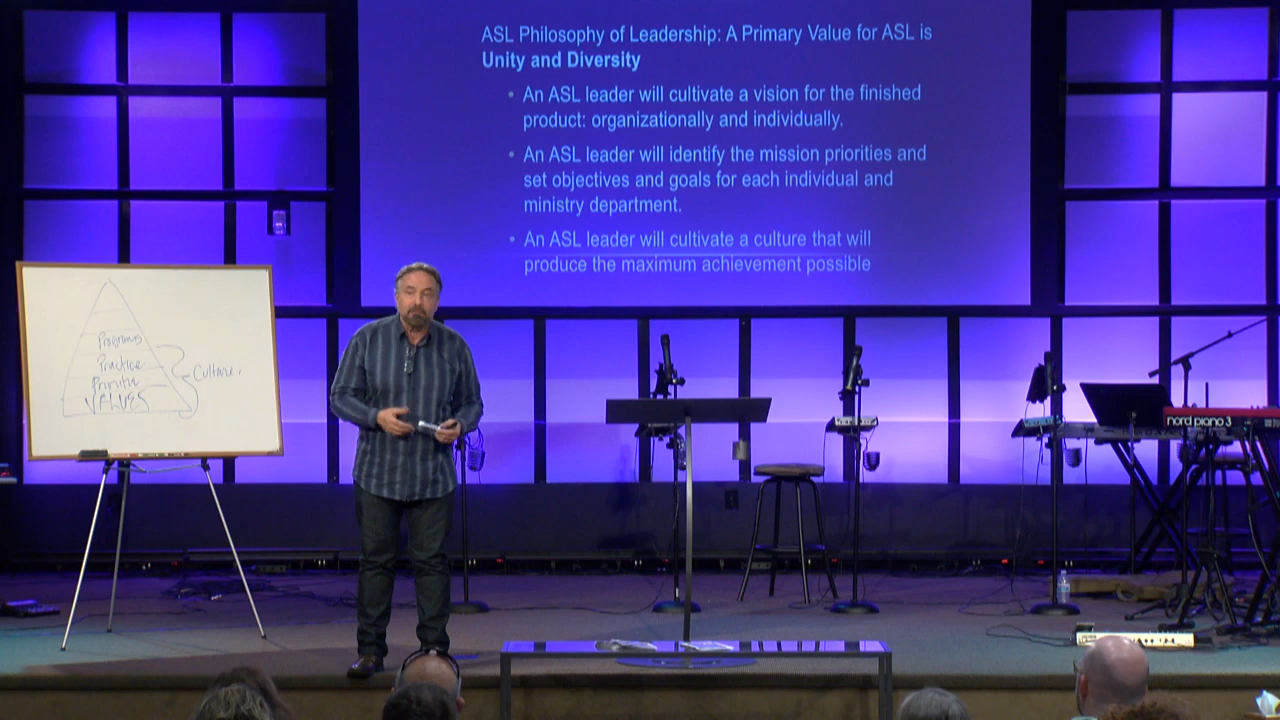 ASL Philosophy of Leadership: A Primary Value for ASL is
Unity and Diversity
• An ASL leader will cultivate a vision for the finished
product: organizationally and individually.
• An ASL leader will identify the mission priorities and
set objectives and goals for each individual and
ministry department.
• An ASL leader will cultivate a culture that will
produce the maximum achievement possible
Programs
Practice
Culture.
VALUES
nord piano 3